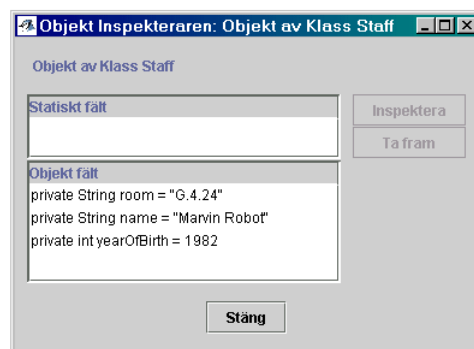 Objekt Inspekteraren: Objekt av Klass Staff
Objekt av Klass Staff
Statiskt fält
Inspektera
Ta fram
Objekt fält
private String room = "G.4.24"
private String name = "Marvin Robot"
private int yearOfBirth = 1982
Stäng